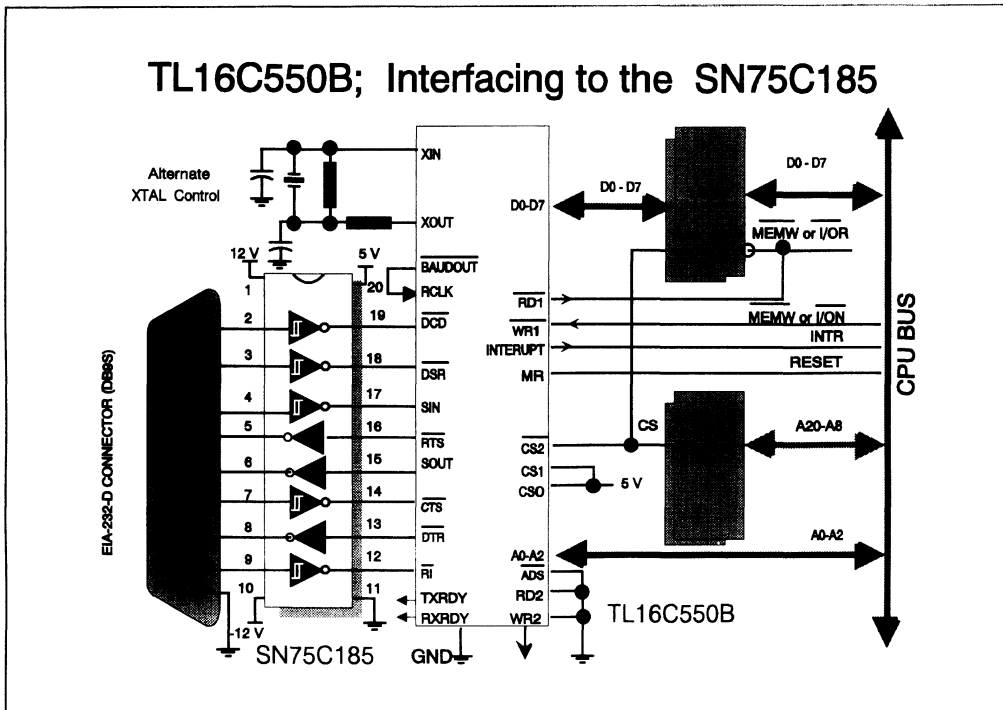 TL16C550B; Interfacing to the SN75C185
Alternate
XTAL Control
XIN
XOUT
BAUDOUT
RCLK
12 V
5 V
1
20
2
19
DCD
3
18
DSR
4
17
SIN
5
16
RTS
6
15
SOUT
7
14
CTS
8
13
DTR
9
12
RI
10
11
-12 V
TXRDY
RXRDY
SN75C185
GND
EIA-232-D CONNECTOR (DB9S)
D0-D7
D0 - D7
D0 - D7
MEMW or I/OR
RD1
MEMW or I/ON
WR1
INTERUPT
INTR
MR
RESET
CS2
CS
A20-A8
CS1
CSO
5 V
A0-A2
A0-A2
ADS
RD2
WR2
TL16C550B
CPU BUS